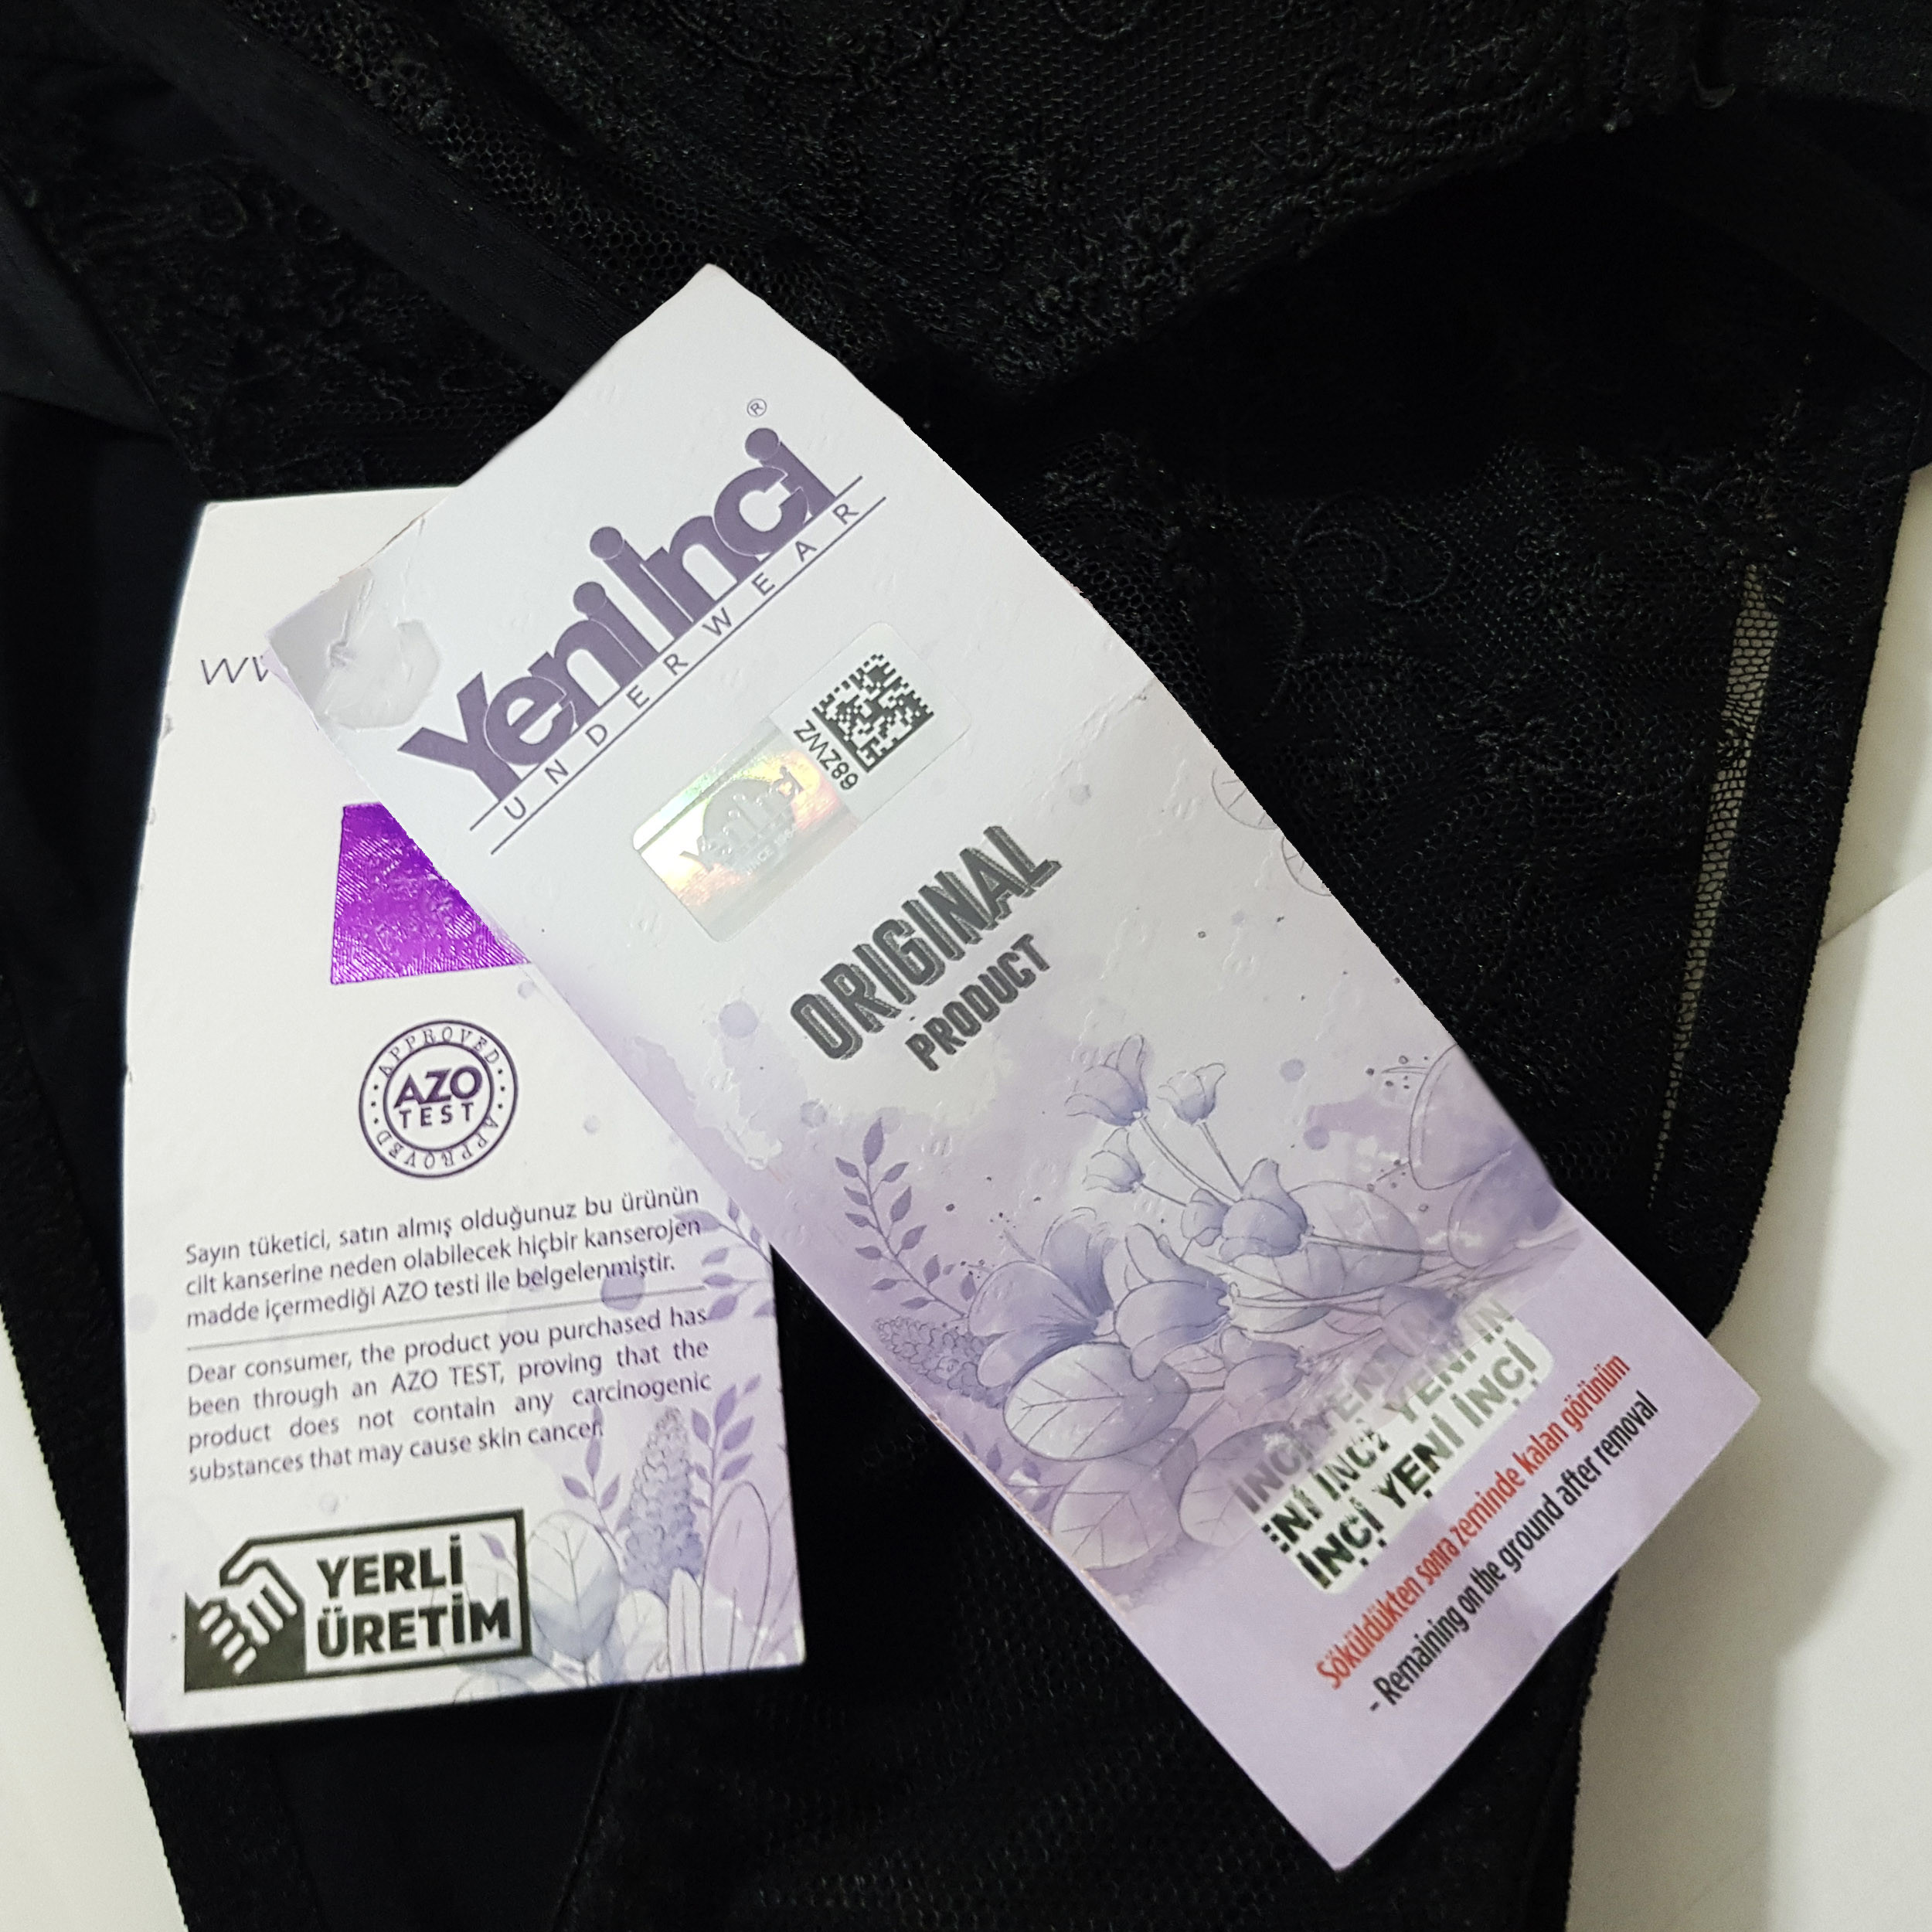 Yeni İnci ®
UNDERWEAR
68ZWZ
ORIGINAL
PRODUCT
YENİ İNCİ
İNCİ YENİ İNCİ
Söküldükten sonra zeminde kalan görünüm
- Remaining on the ground after removal
APPROVED
AZO
TEST
APPROVED
Sayın tüketici, satın almış olduğunuz bu ürünün
cilt kanserine neden olabilecek hiçbir kanserojen
madde içermediği AZO testi ile belgelenmiştir.
Dear consumer, the product you purchased has
been through an AZO TEST, proving that the
product does not contain any carcinogenic
substances that may cause skin cancer.
YERLİ
ÜRETİM